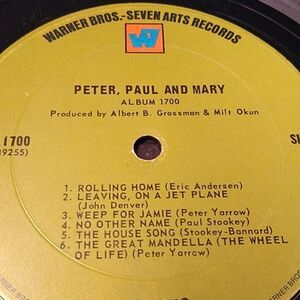 WARNER BROS.-SEVEN ARTS RECORDS
PETER, PAUL AND MARY
ALBUM 1700
Produced by Albert B. Grossman & Milt Okun
1700
39255)
1. ROLLING HOME (Eric Andersen)
2. LEAVING, ON A JET PLANE
(John Denver)
3. WEEP FOR JAMIE (Peter Yarrow)
4. NO OTHER NAME (Paul Stookey)
5. THE HOUSE SONG (Stookey-Bannard)
6. THE GREAT MANDELLA (THE WHEEL
OF LIFE) (Peter Yarrow)